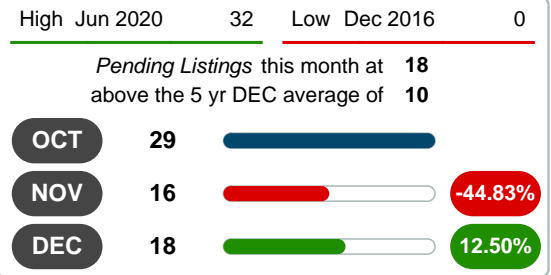 High Jun 2020 32 Low Dec 2016 0
Pending Listings this month at 18
above the 5 yr DEC average of 10
OCT 29
NOV 16 -44.83%
DEC 18 12.50%